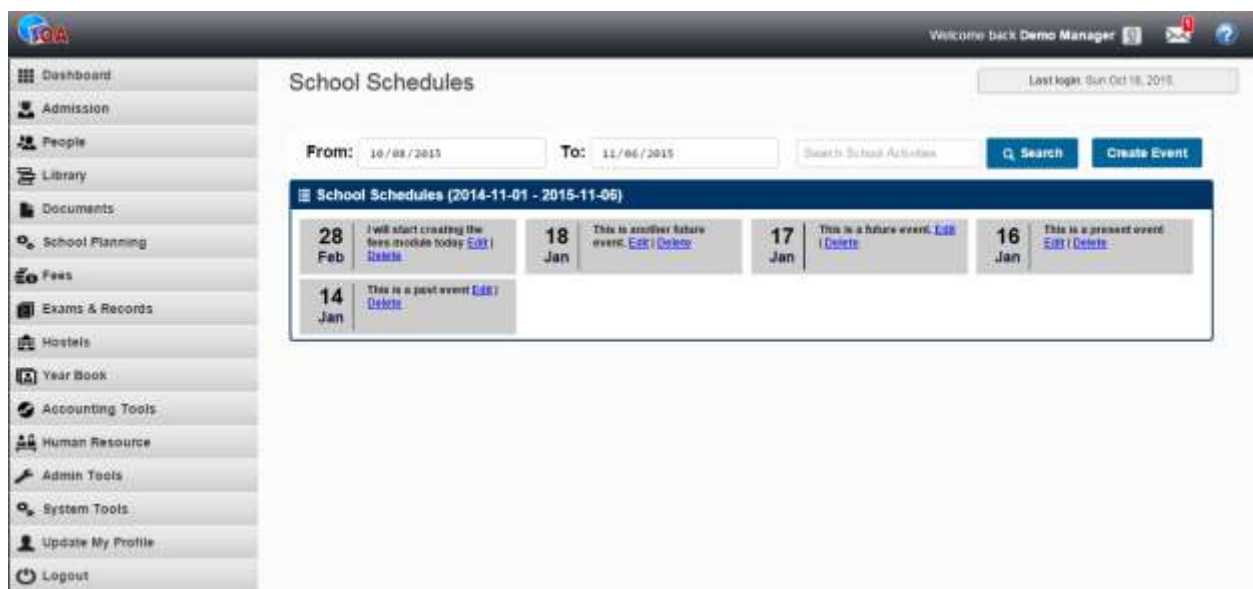 TOA
Welcome back Demo Manager
1
?
Dashboard
Admission
People
Library
Documents
School Planning
Fees
Exams & Records
Hostels
Year Book
Accounting Tools
Human Resource
Admin Tools
System Tools
Update My Profile
Logout
School Schedules
Last login: Sun Oct 18, 2015.
From: 10/08/2015 To: 11/06/2015 Search School Activities Search Create Event
School Schedules (2014-11-01 - 2015-11-06)
28
Feb
I will start creating the
fees module today Edit |
Delete
18
Jan
This is another future
event. Edit | Delete
17
Jan
This is a future event. Edit
| Delete
16
Jan
This is a present event
Edit | Delete
14
Jan
This is a past event Edit |
Delete